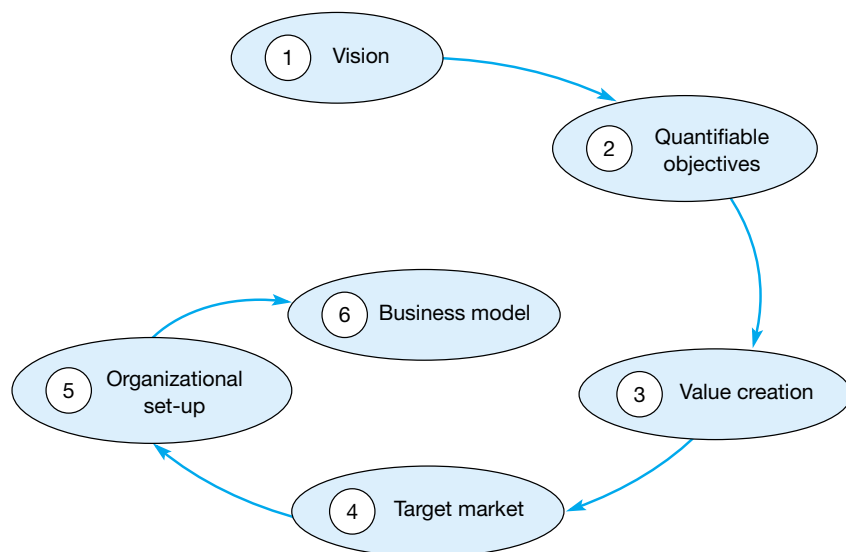 1 Vision
2 Quantifiable
objectives
3 Value creation
4 Target market
5 Organizational
set-up
6 Business model